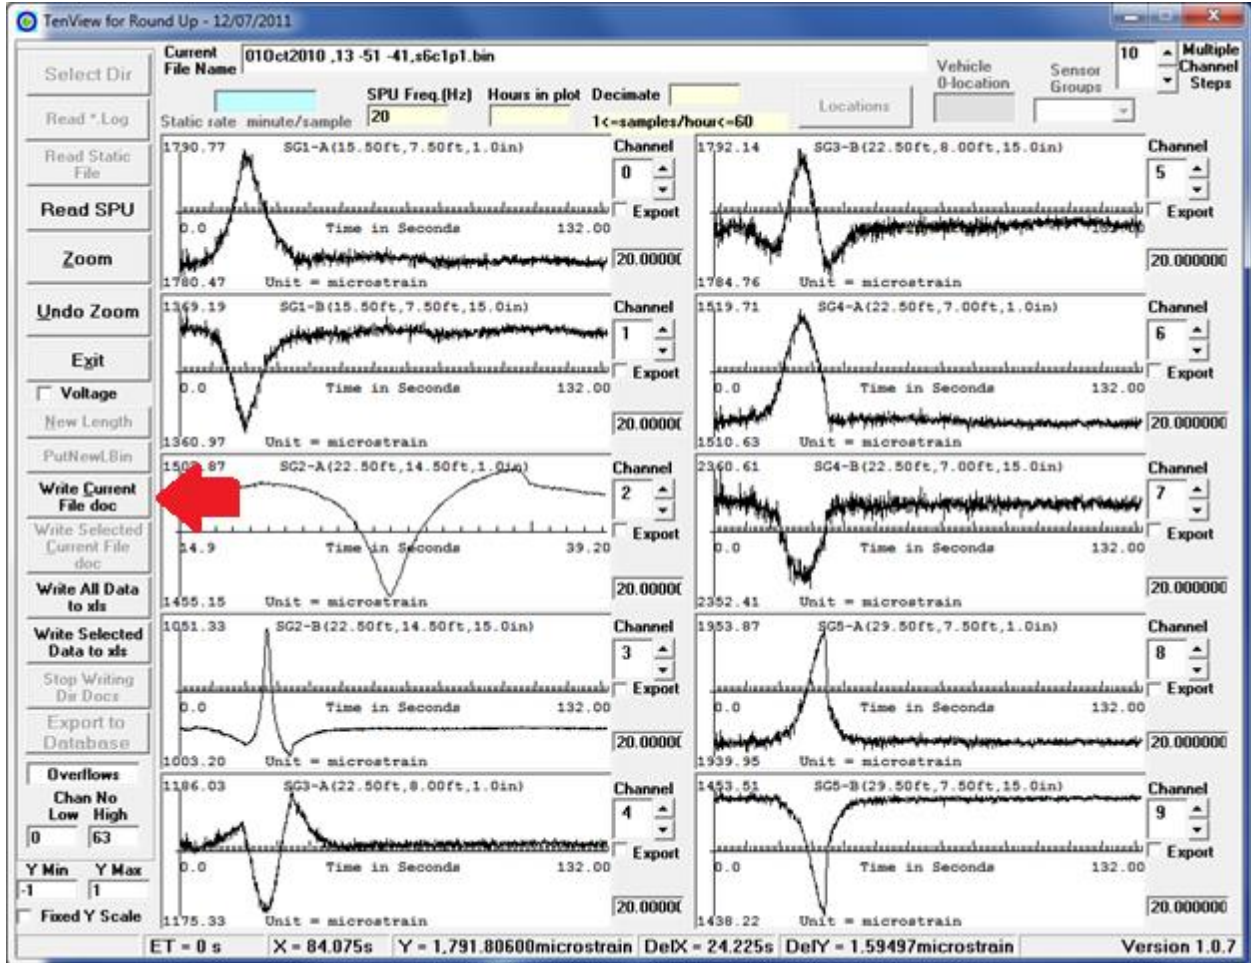 TenView for Round Up - 12/07/2011
Current File Name 01Oct2010 ,13 -51 -41,s6c1p1.bin
Vehicle 0-location
Sensor Groups
10 Multiple Channel Steps
Locations
Static rate minute/sample
SPU Freq.(Hz) 20
Hours in plot
Decimate
1<=samples/hour<=60
Select Dir
Read *.Log
Read Static File
Read SPU
Zoom
Undo Zoom
Exit
Voltage
New Length
PutNewLBin
Write Current File doc
Write Selected Current File doc
Write All Data to xls
Write Selected Data to xls
Stop Writing Dir Docs
Export to Database
Overflows
Chan No
Low High
0 63
Y Min Y Max
-1 1
Fixed Y Scale
1790.77 SG1-A(15.50ft,7.50ft,1.0in) Channel 0
Export
0.0 Time in Seconds 132.00
20.0000(
1780.47 Unit = microstrain
1369.19 SG1-B(15.50ft,7.50ft,15.0in) Channel 1
Export
0.0 Time in Seconds 132.00
20.0000(
1360.97 Unit = microstrain
SG2-A(22.50ft,14.50ft,1.0in) Channel 2
Export
14.9 Time in Seconds 39.20
20.0000(
1455.15 Unit = microstrain
1051.33 SG2-B(22.50ft,14.50ft,15.0in) Channel 3
Export
0.0 Time in Seconds 132.00
20.0000(
1003.20 Unit = microstrain
1186.03 SG3-A(22.50ft,8.00ft,1.0in) Channel 4
Export
0.0 Time in Seconds 132.00
20.0000(
1175.33 Unit = microstrain
1792.14 SG3-B(22.50ft,8.00ft,15.0in) Channel 5
Export
20.000000
1784.76 Unit = microstrain
1519.71 SG4-A(22.50ft,7.00ft,1.0in) Channel 6
Export
0.0 Time in Seconds 132.00
20.000000
1510.63 Unit = microstrain
2360.61 SG4-B(22.50ft,7.00ft,15.0in) Channel 7
Export
0.0 Time in Seconds 132.00
20.000000
2352.41 Unit = microstrain
1953.87 SG5-A(29.50ft,7.50ft,1.0in) Channel 8
Export
0.0 Time in Seconds 132.00
20.000000
1939.95 Unit = microstrain
1453.51 SG5-B(29.50ft,7.50ft,15.0in) Channel 9
Export
0.0 Time in Seconds 132.00
20.000000
1438.22 Unit = microstrain
ET = 0 s X = 84.075s Y = 1,791.80600microstrain DelX = 24.225s DelY = 1.59497microstrain Version 1.0.7